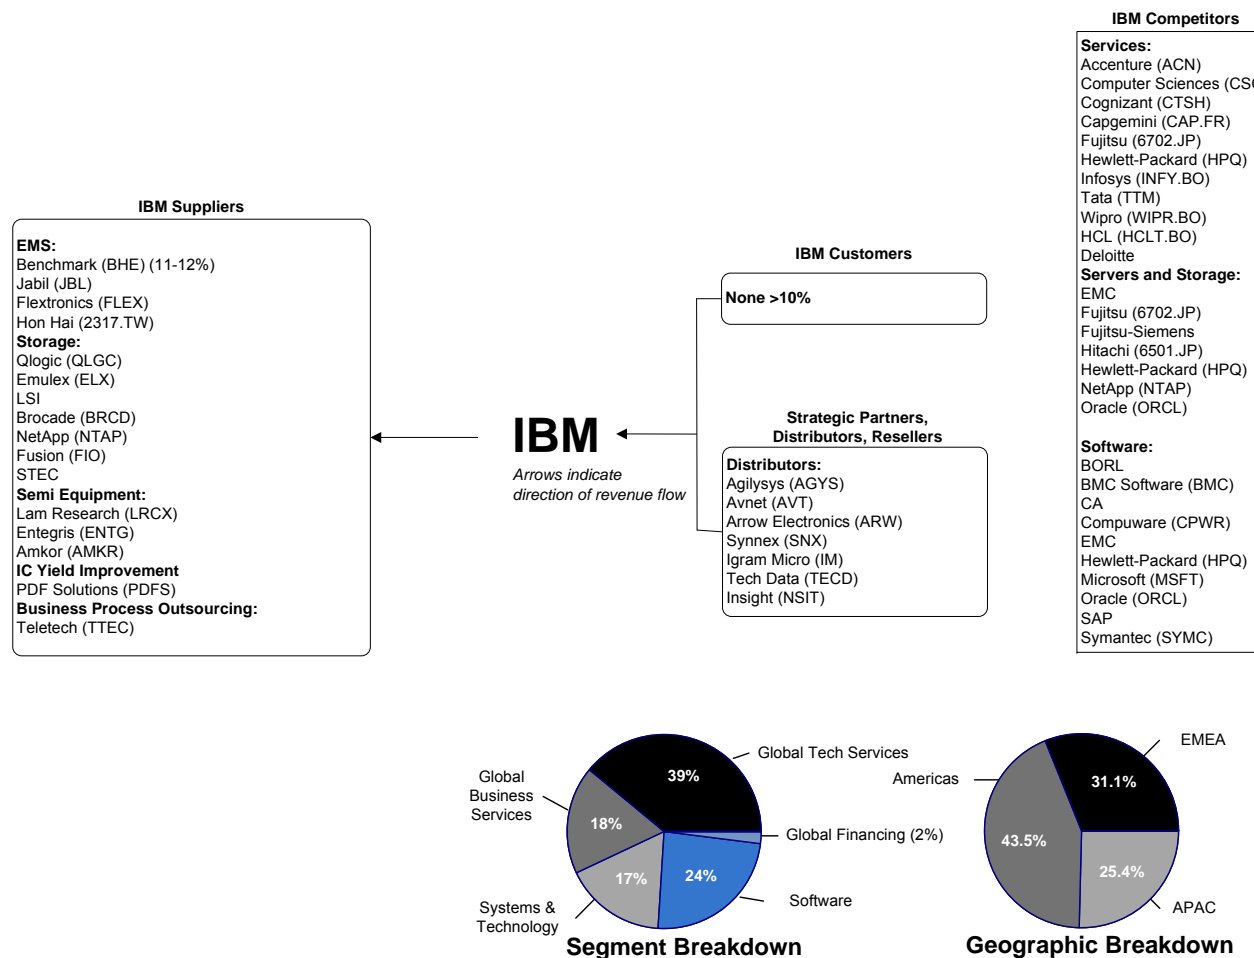 IBM Competitors
Services:
Accenture (ACN)
Computer Sciences (CSC
Cognizant (CTSH)
Capgemini (CAP.FR)
Fujitsu (6702.JP)
Hewlett-Packard (HPQ)
Infosys (INFY.BO)
Tata (TTM)
Wipro (WIPR.BO)
HCL (HCLT.BO)
Deloitte
Servers and Storage:
EMC
Fujitsu (6702.JP)
Fujitsu-Siemens
Hitachi (6501.JP)
Hewlett-Packard (HPQ)
NetApp (NTAP)
Oracle (ORCL)
Software:
BORL
BMC Software (BMC)
CA
Compuware (CPWR)
EMC
Hewlett-Packard (HPQ)
Microsoft (MSFT)
Oracle (ORCL)
SAP
Symantec (SYMC)
IBM Suppliers
EMS:
Benchmark (BHE) (11-12%)
Jabil (JBL)
Flextronics (FLEX)
Hon Hai (2317.TW)
Storage:
Qlogic (QLGC)
Emulex (ELX)
LSI
Brocade (BRCD)
NetApp (NTAP)
Fusion (FIO)
STEC
Semi Equipment:
Lam Research (LRCX)
Entegris (ENTG)
Amkor (AMKR)
IC Yield Improvement
PDF Solutions (PDFS)
Business Process Outsourcing:
Teletech (TTEC)
IBM
Arrows indicate
direction of revenue flow
IBM Customers
None >10%
Strategic Partners,
Distributors, Resellers
Distributors:
Agilysys (AGYS)
Avnet (AVT)
Arrow Electronics (ARW)
Synnex (SNX)
Igram Micro (IM)
Tech Data (TECD)
Insight (NSIT)
Global Tech Services
39%
Global
Business
Services
18%
Global Financing (2%)
17%
24%
Systems &
Technology
Software
Segment Breakdown
EMEA
Americas
31.1%
43.5%
25.4%
APAC
Geographic Breakdown